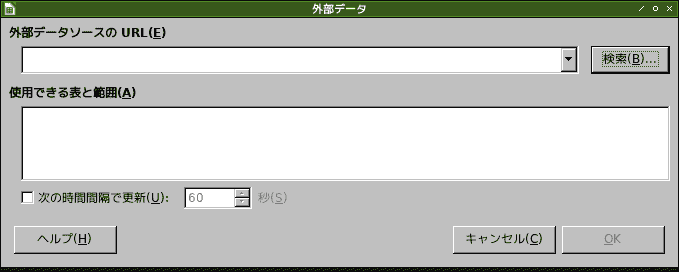 外部データ
外部データソースの URL(E)
検索(B)...
使用できる表と範囲(A)
次の時間間隔で更新(U): 60 秒(S)
ヘルプ(H) キャンセル(C) OK